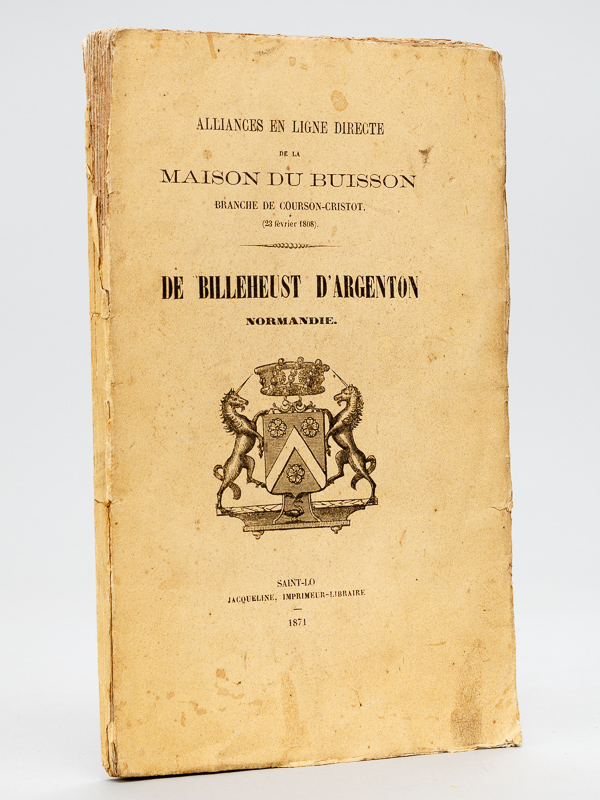 ALLIANCES EN LIGNE DIRECTE
DE LA
MAISON DU BUISSON
BRANCHE DE COURSON-CRISTOT.
(23 février 1808).
DE BILLEHEUST D'ARGENTON
NORMANDIE.
SAINT-LO
JACQUELINE, IMPRIMEUR-LIBRAIRE
1871